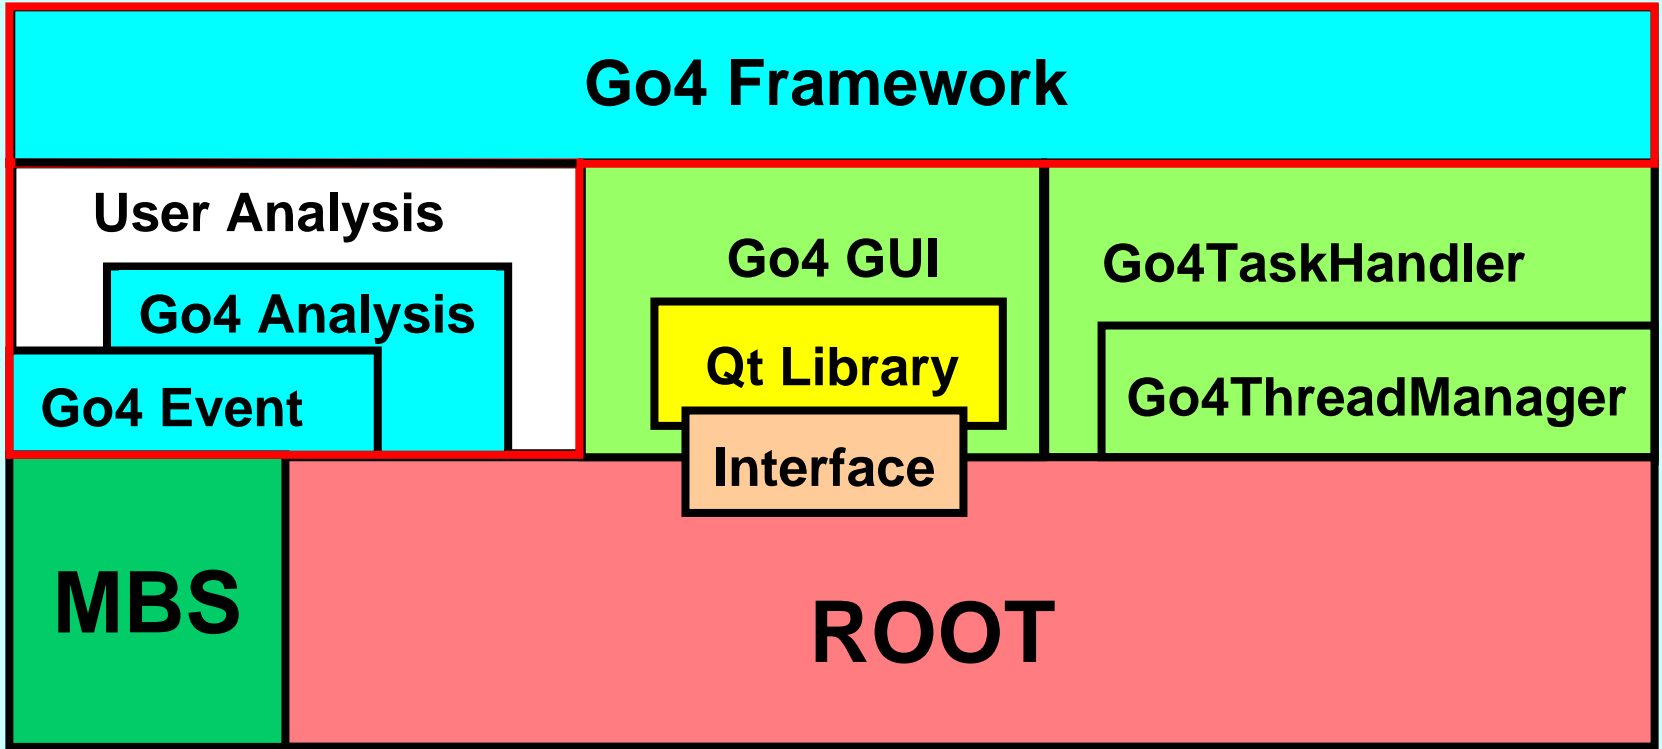 Go4 Framework
User Analysis
Go4 Analysis
Go4 Event
Go4 GUI
Qt Library
Interface
Go4TaskHandler
Go4ThreadManager
MBS
ROOT